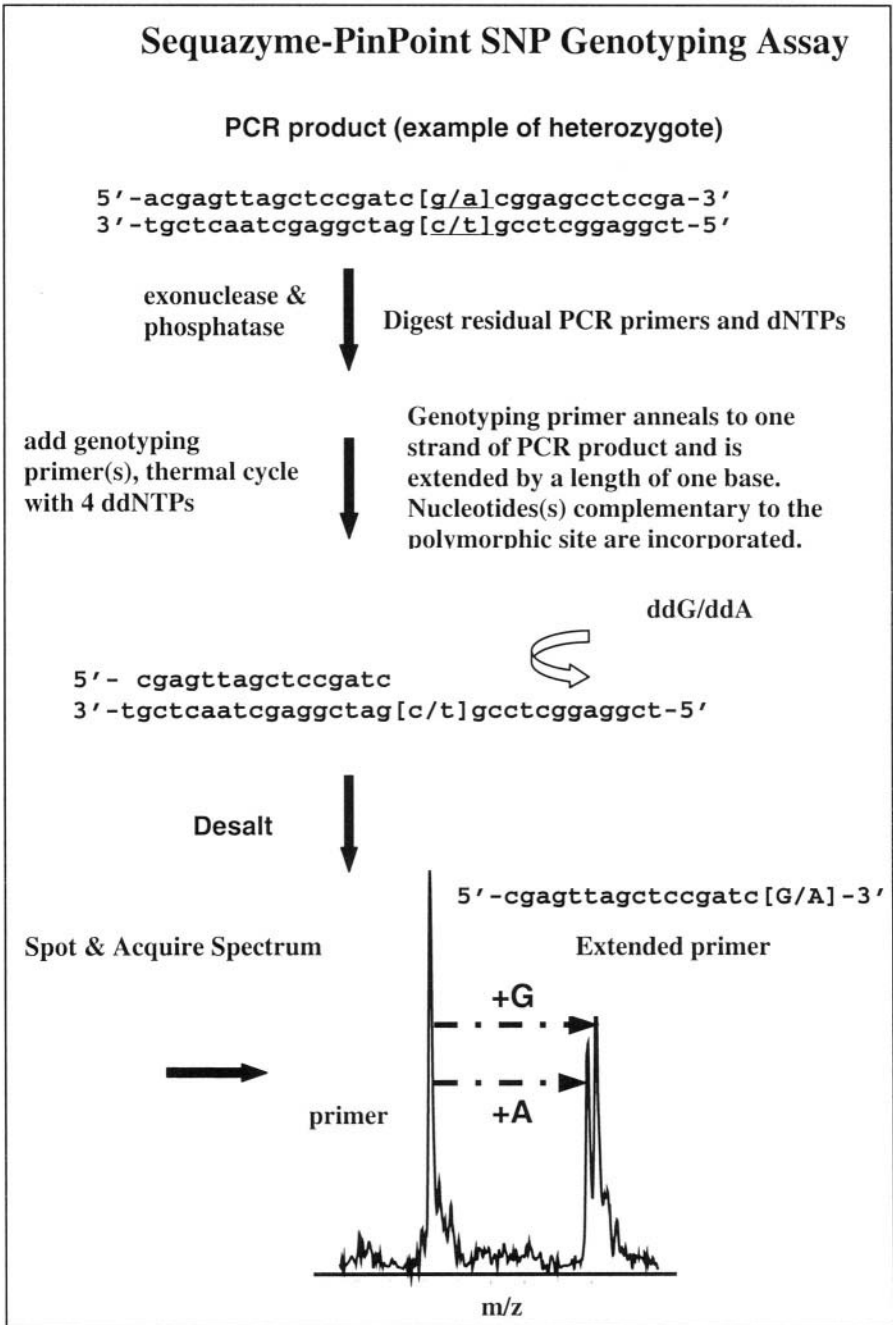 Sequazyme-PinPoint SNP Genotyping Assay
PCR product (example of heterozygote)
5′-acgagttagctccgatc[g/a]cggagcctccga-3′
3′-tgctcaatcgaggctag[c/t]gcctcggaggct-5′
exonuclease &
phosphatase
Digest residual PCR primers and dNTPs
add genotyping
primer(s), thermal cycle
with 4 ddNTPs
Genotyping primer anneals to one
strand of PCR product and is
extended by a length of one base.
Nucleotides(s) complementary to the
polymorphic site are incorporated.
ddG/ddA
5′- cgagttagctccgatc
3′-tgctcaatcgaggctag[c/t]gcctcggaggct-5′
Desalt
5′-cgagttagctccgatc[G/A]-3′
Spot & Acquire Spectrum
Extended primer
+G
+A
primer
m/z